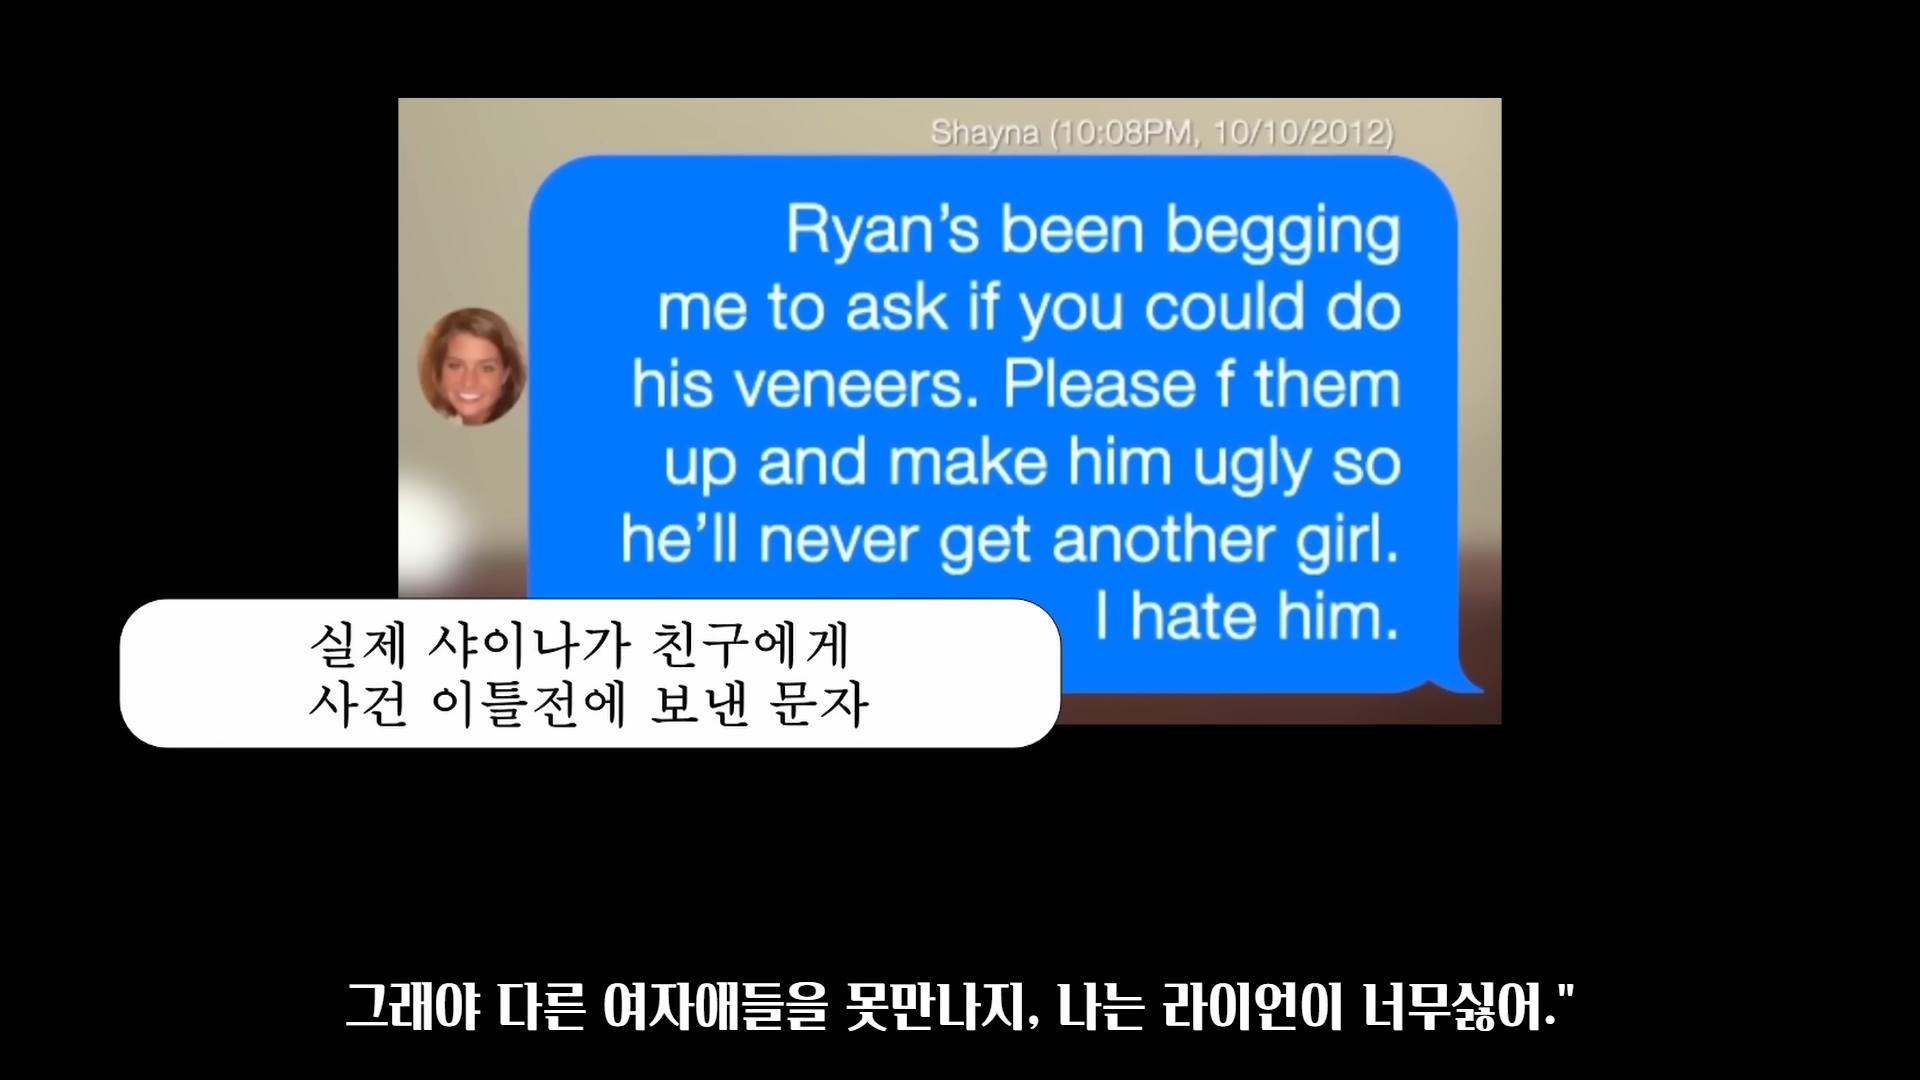 Shayna (10:08PM, 10/10/2012)
Ryan's been begging
me to ask if you could do
his veneers. Please f them
up and make him ugly so
he'll never get another girl.
I hate him.
실제 샤이나가 친구에게
사건 이틀전에 보낸 문자
그래야 다른 여자애들을 못만나지, 나는 라이언이 너무싫어."